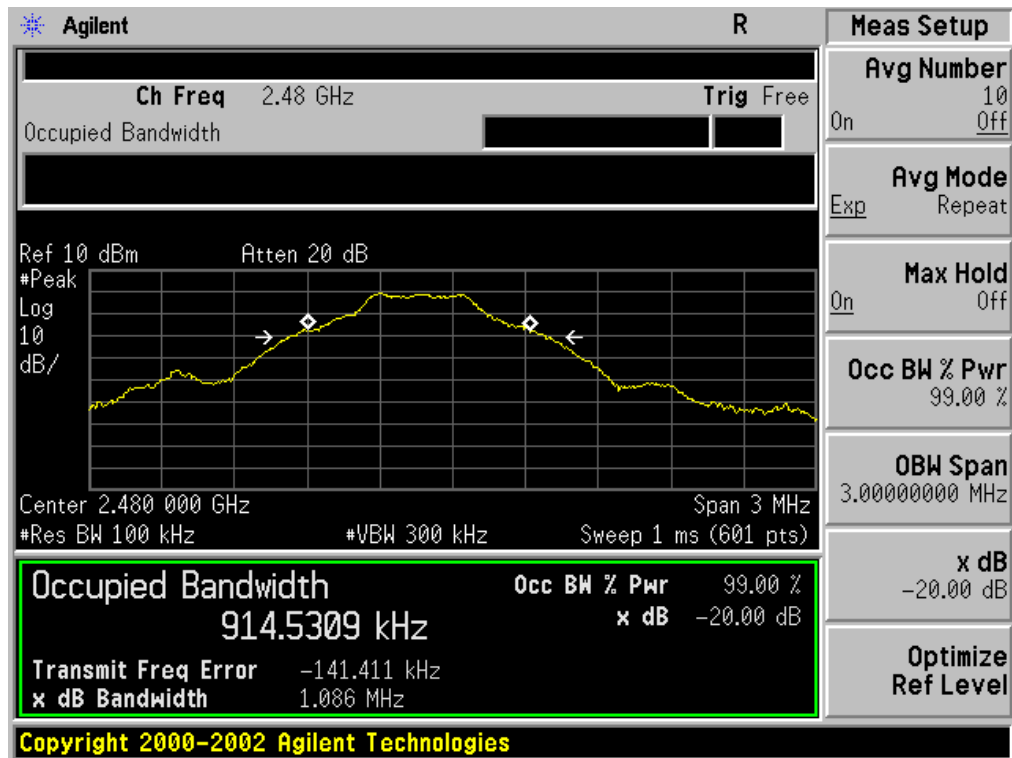 Agilent R Meas Setup
Ch Freq 2.48 GHz Trig Free
Occupied Bandwidth
Ref 10 dBm Atten 20 dB
#Peak
Log
10
dB/
Center 2.480 000 GHz Span 3 MHz
#Res BW 100 kHz #VBW 300 kHz Sweep 1 ms (601 pts)
Occupied Bandwidth Occ BW % Pwr 99.00 %
914.5309 kHz x dB -20.00 dB
Transmit Freq Error -141.411 kHz
x dB Bandwidth 1.086 MHz
Avg Number
10
On Off
Avg Mode
Exp Repeat
Max Hold
On Off
Occ BW % Pwr
99.00 %
OBW Span
3.00000000 MHz
x dB
-20.00 dB
Optimize
Ref Level
Copyright 2000-2002 Agilent Technologies